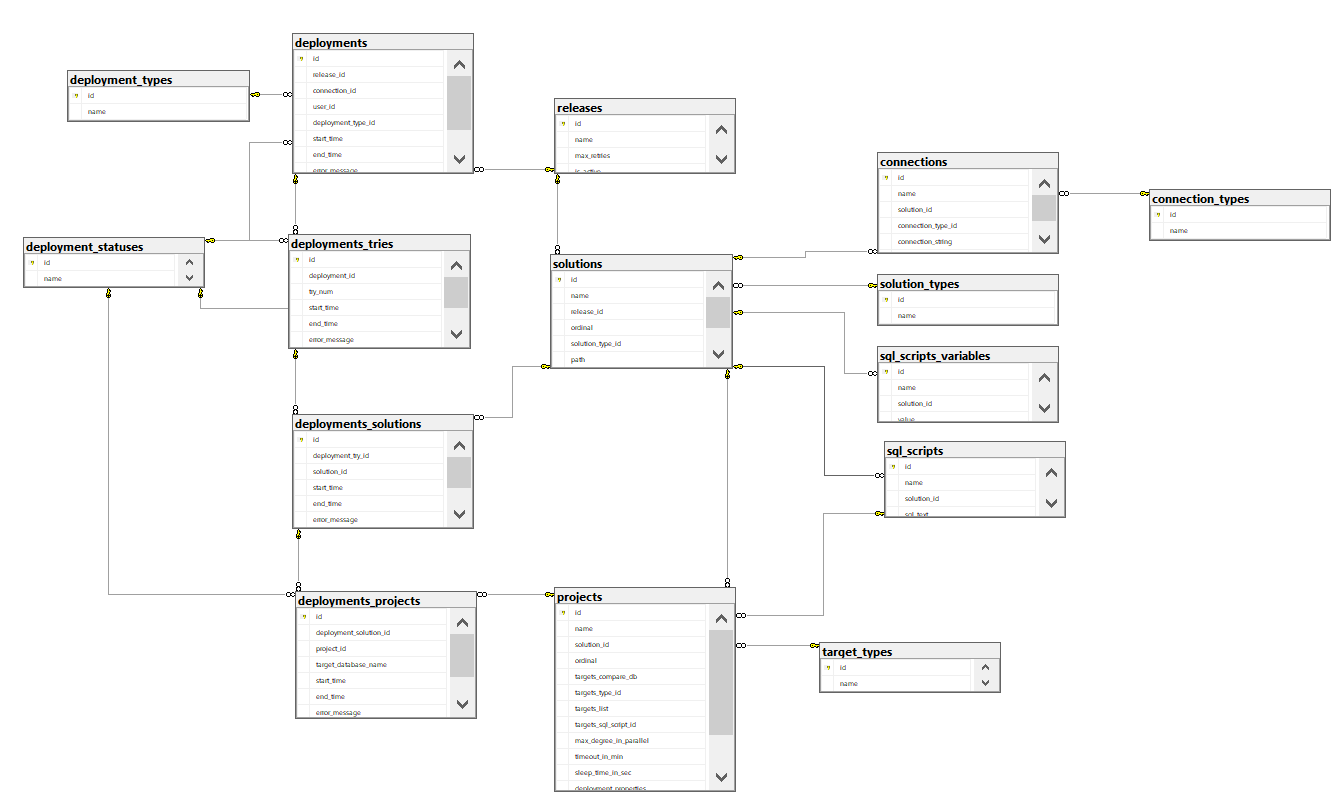 deployments
id
release_id
connection_id
user_id
deployment_type_id
start_time
end_time
error_message
deployment_types
id
name
releases
id
name
max_retries
is_active
connections
id
name
solution_id
connection_type_id
connection_string
connection_types
id
name
deployment_statuses
id
name
deployments_tries
id
deployment_id
try_num
start_time
end_time
error_message
solutions
id
name
release_id
ordinal
solution_type_id
path
solution_types
id
name
sql_scripts_variables
id
name
solution_id
value
deployments_solutions
id
deployment_try_id
solution_id
start_time
end_time
error_message
sql_scripts
id
name
solution_id
sql_text
deployments_projects
id
deployment_solution_id
project_id
target_database_name
start_time
end_time
error_message
projects
id
name
solution_id
ordinal
targets_compare_db
targets_type_id
targets_list
targets_sql_script_id
max_degree_in_parallel
timeout_in_min
sleep_time_in_sec
deployment_properties
target_types
id
name